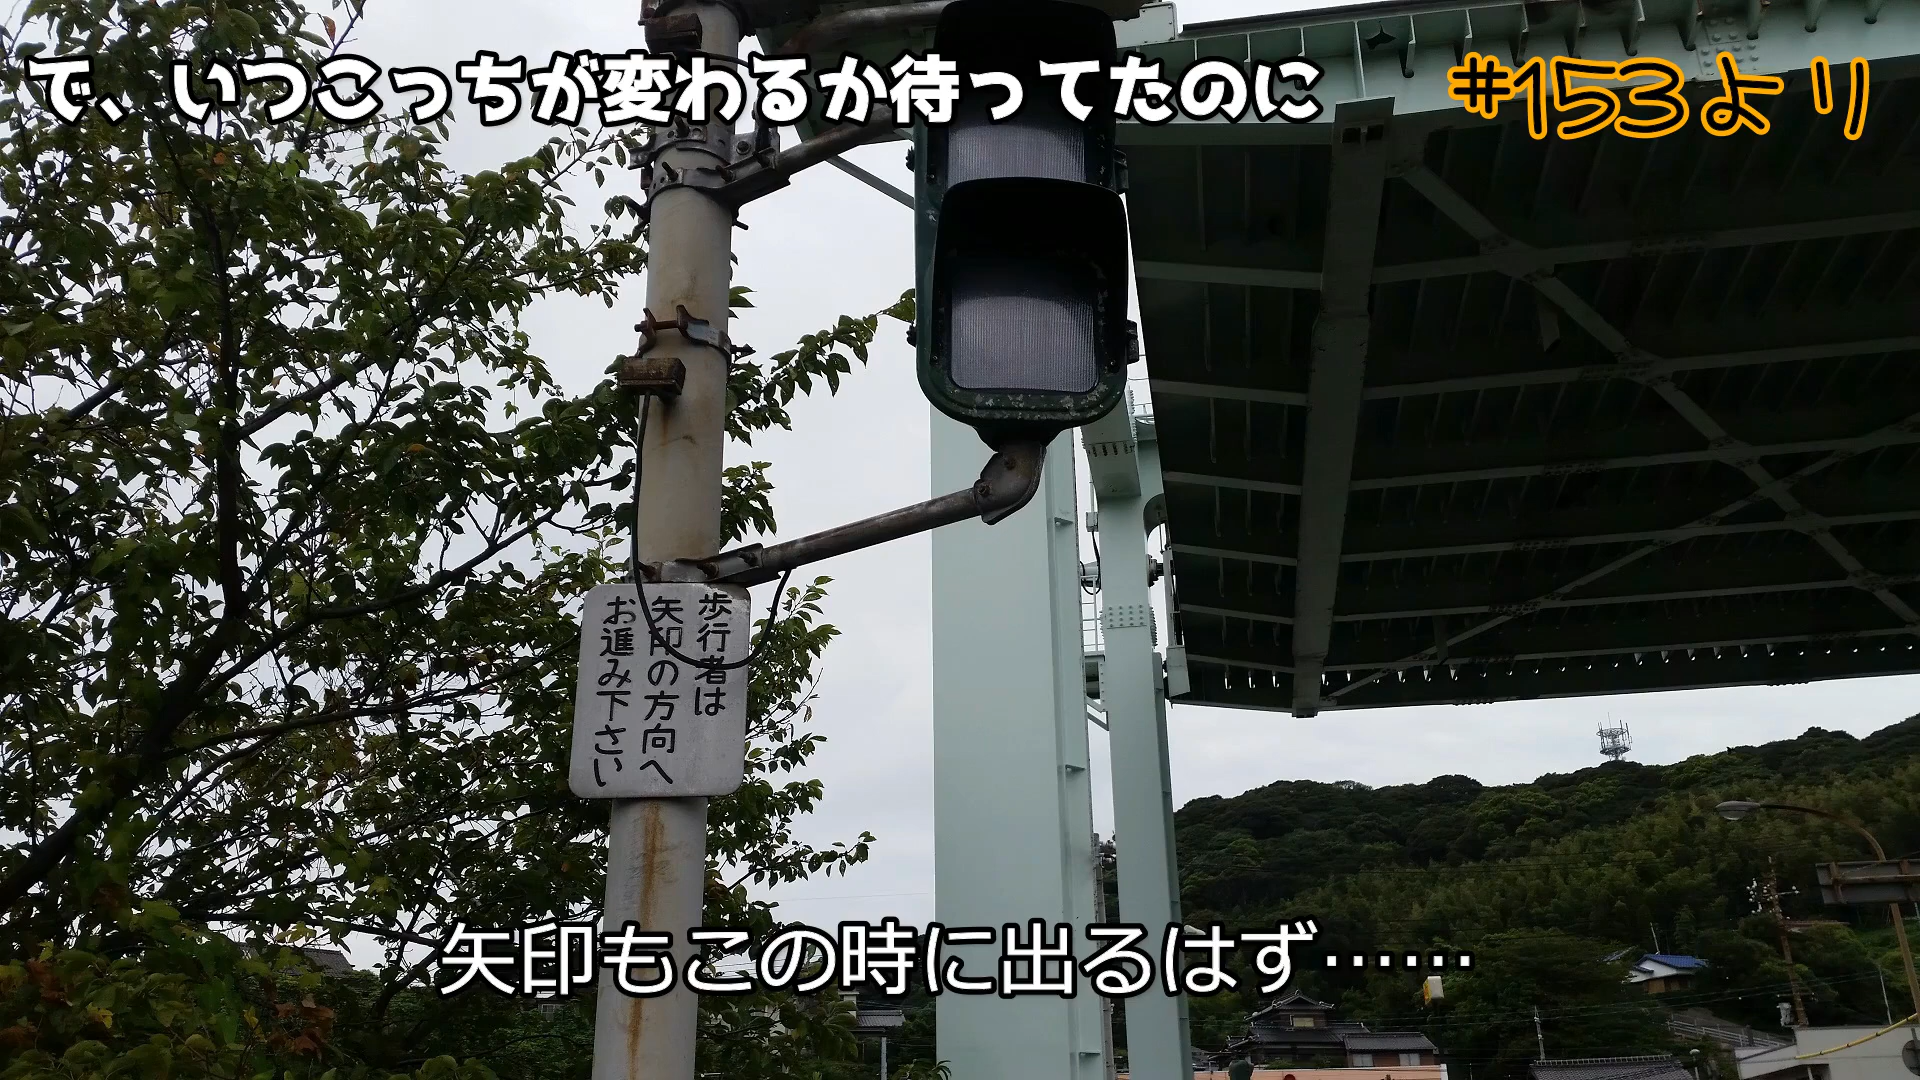 で、いつこっちが変わるか待ってたのに
#153より
歩行者は
矢印の方向へ
お進み下さい
矢印もこの時に出るはず……